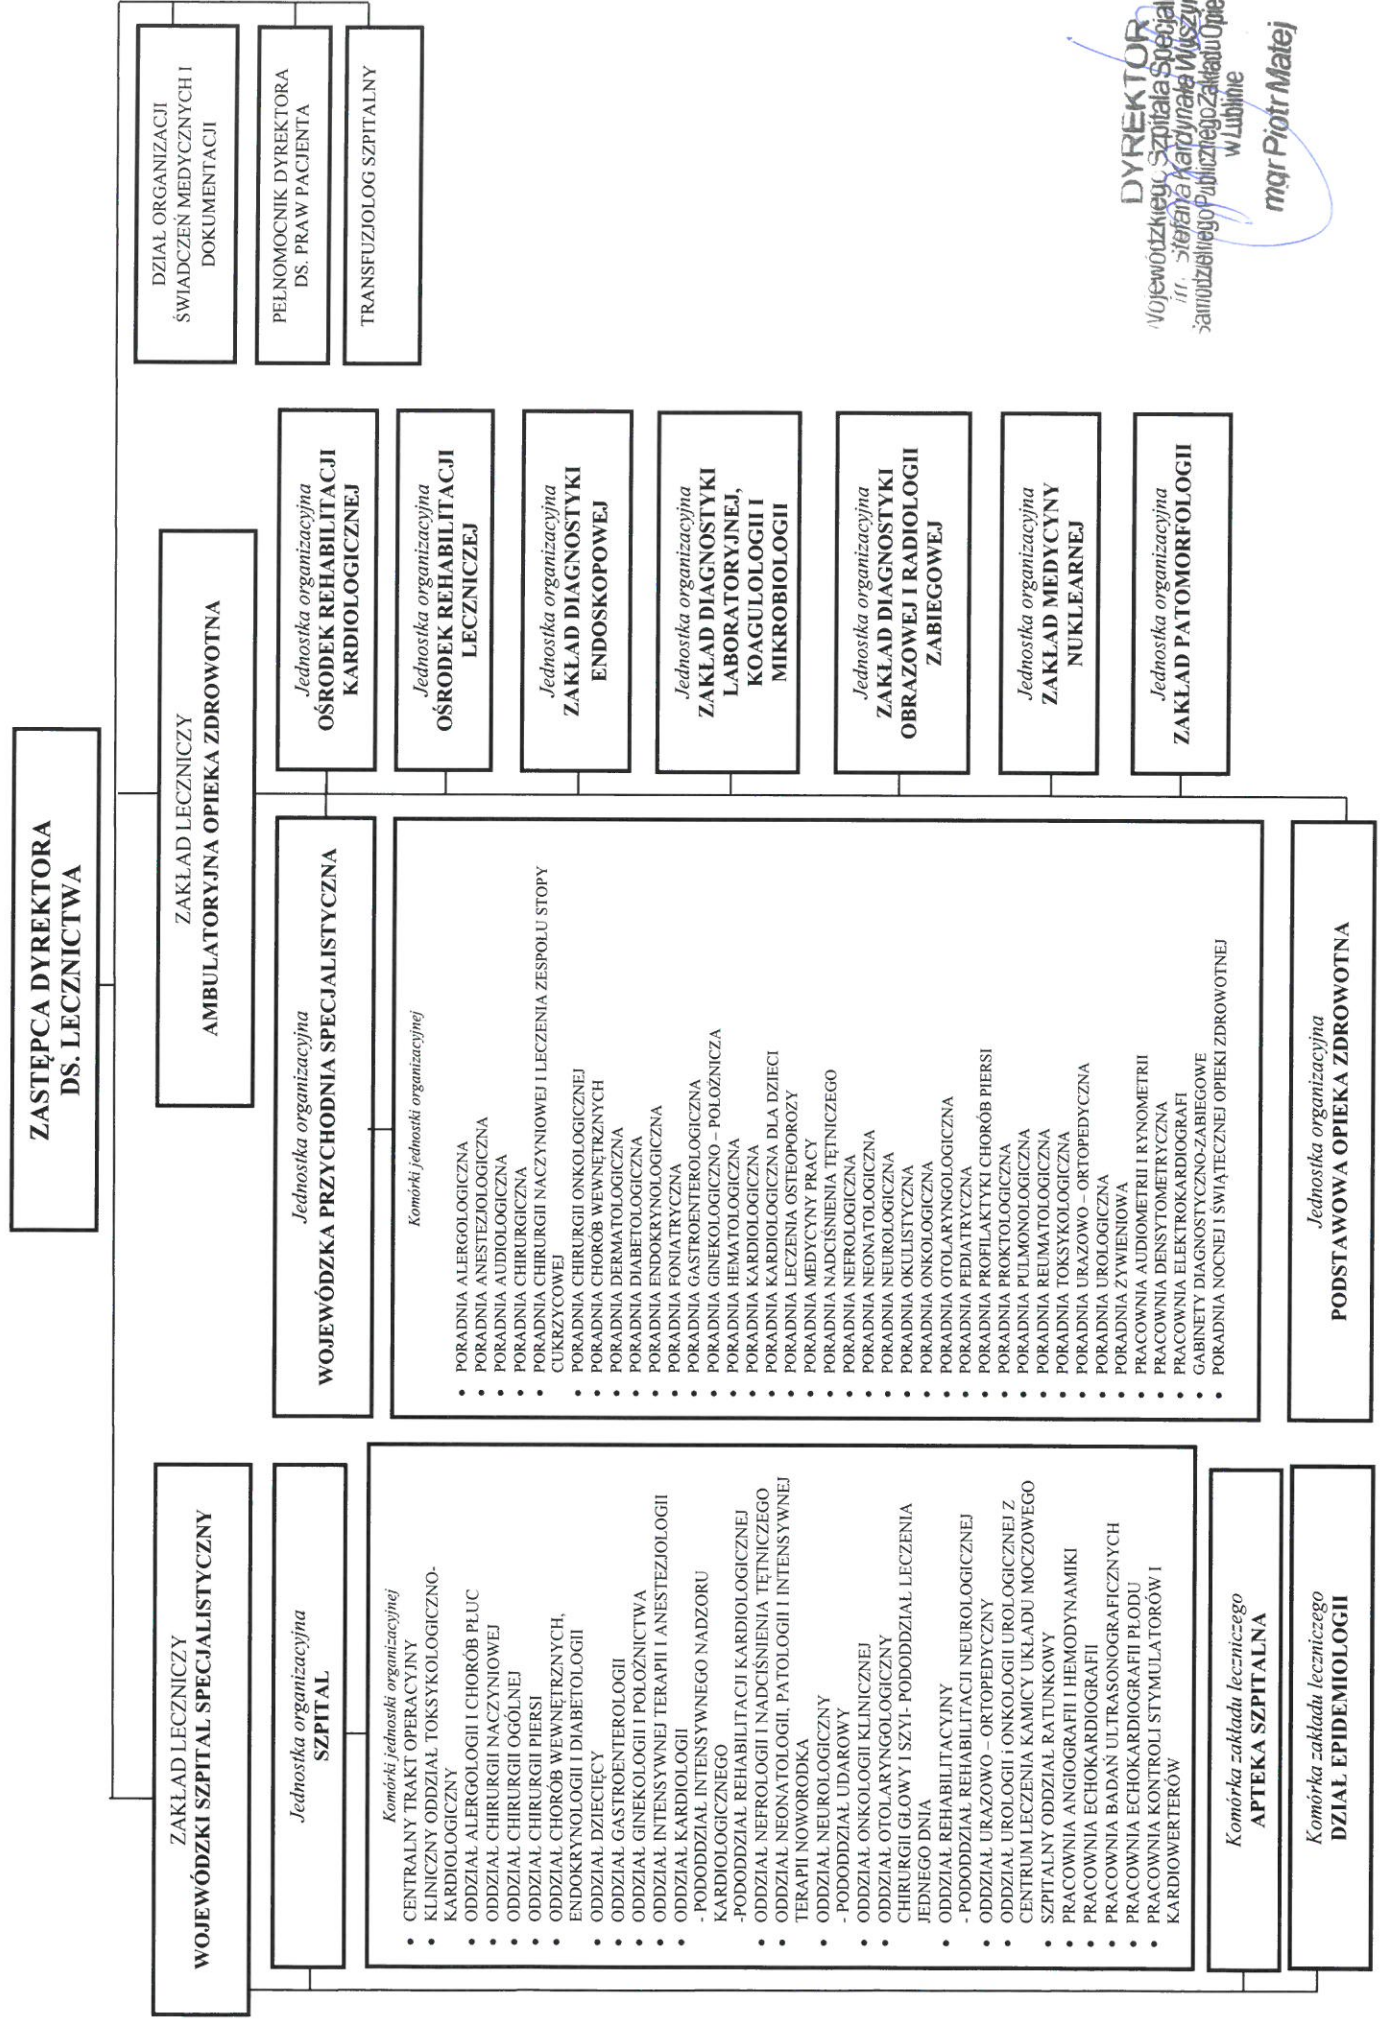 ZASTĘPCA DYREKTORA
DS. LECZNICTWA
ZAKŁAD LECZNICZY
WOJEWÓDZKI SZPITAL SPECJALISTYCZNY
Jednostka organizacyjna
SZPITAL
Komórki jednostki organizacyjnej
• CENTRALNY TRAKT OPERACYJNY
• KLINICZNY ODDZIAŁ TOKSYKOLOGICZNO-
KARDIOLOGICZNY
• ODDZIAŁ ALERGOLOGII I CHORÓB PŁUC
• ODDZIAŁ CHIRURGII NACZYNIOWEJ
• ODDZIAŁ CHIRURGII OGÓLNEJ
• ODDZIAŁ CHIRURGII PIERSI
• ODDZIAŁ CHORÓB WEWNĘTRZNYCH,
ENDOKRYNOLOGII I DIABETOLOGII
• ODDZIAŁ DZIECIĘCY
• ODDZIAŁ GASTROENTEROLOGII
• ODDZIAŁ GINEKOLOGII I POŁOŻNICTWA
• ODDZIAŁ INTENSYWNEJ TERAPII I ANESTEZJOLOGII
• ODDZIAŁ KARDIOLOGII
- PODODDZIAŁ INTENSYWNEGO NADZORU
KARDIOLOGICZNEGO
-PODODDZIAŁ REHABILITACJI KARDIOLOGICZNEJ
• ODDZIAŁ NEFROLOGII I NADCIŚNIENIA TĘTNICZEGO
• ODDZIAŁ NEONATOLOGII, PATOLOGII I INTENSYWNEJ
TERAPII NOWORODKA
• ODDZIAŁ NEUROLOGICZNY
- PODODDZIAŁ UDAROWY
• ODDZIAŁ ONKOLOGII KLINICZNEJ
• ODDZIAŁ OTOLARYNGOLOGICZNY
CHIRURGII GŁOWY I SZYI- PODODDZIAŁ LECZENIA
JEDNEGO DNIA
• ODDZIAŁ REHABILITACYJNY
- PODODDZIAŁ REHABILITACJI NEUROLOGICZNEJ
• ODDZIAŁ URAZOWO – ORTOPEDYCZNY
• ODDZIAŁ UROLOGII i ONKOLOGII UROLOGICZNEJ Z
CENTRUM LECZENIA KAMICY UKŁADU MOCZOWEGO
• SZPITALNY ODDZIAŁ RATUNKOWY
• PRACOWNIA ANGIOGRAFII I HEMODYNAMIKI
• PRACOWNIA ECHOKARDIOGRAFII
• PRACOWNIA BADAŃ ULTRASONOGRAFICZNYCH
• PRACOWNIA ECHOKARDIOGRAFII PŁODU
• PRACOWNIA KONTROLI STYMULATORÓW I
KARDIOWERTERÓW
Komórka zakładu leczniczego
APTEKA SZPITALNA
Komórka zakładu leczniczego
DZIAŁ EPIDEMIOLOGII
ZAKŁAD LECZNICZY
AMBULATORYJNA OPIEKA ZDROWOTNA
Jednostka organizacyjna
WOJEWÓDZKA PRZYCHODNIA SPECJALISTYCZNA
Komórki jednostki organizacyjnej
• PORADNIA ALERGOLOGICZNA
• PORADNIA ANESTEZJOLOGICZNA
• PORADNIA AUDIOLOGICZNA
• PORADNIA CHIRURGICZNA
• PORADNIA CHIRURGII NACZYNIOWEJ I LECZENIA ZESPOŁU STOPY
CUKRZYCOWEJ
• PORADNIA CHIRURGII ONKOLOGICZNEJ
• PORADNIA CHORÓB WEWNĘTRZNYCH
• PORADNIA DERMATOLOGICZNA
• PORADNIA DIABETOLOGICZNA
• PORADNIA ENDOKRYNOLOGICZNA
• PORADNIA FONIATRYCZNA
• PORADNIA GASTROENTEROLOGICZNA
• PORADNIA GINEKOLOGICZNO – POŁOŻNICZA
• PORADNIA HEMATOLOGICZNA
• PORADNIA KARDIOLOGICZNA
• PORADNIA KARDIOLOGICZNA DLA DZIECI
• PORADNIA LECZENIA OSTEOPOROZY
• PORADNIA MEDYCYNY PRACY
• PORADNIA NADCIŚNIENIA TĘTNICZEGO
• PORADNIA NEFROLOGICZNA
• PORADNIA NEONATOLOGICZNA
• PORADNIA NEUROLOGICZNA
• PORADNIA OKULISTYCZNA
• PORADNIA ONKOLOGICZNA
• PORADNIA OTOLARYNGOLOGICZNA
• PORADNIA PEDIATRYCZNA
• PORADNIA PROFILAKTYKI CHORÓB PIERSI
• PORADNIA PROKTOLOGICZNA
• PORADNIA PULMONOLOGICZNA
• PORADNIA REUMATOLOGICZNA
• PORADNIA TOKSYKOLOGICZNA
• PORADNIA URAZOWO – ORTOPEDYCZNA
• PORADNIA UROLOGICZNA
• PORADNIA ŻYWIENIOWA
• PRACOWNIA AUDIOMETRII I RYNOMETRII
• PRACOWNIA DENSYTOMETRYCZNA
• PRACOWNIA ELEKTROKARDIOGRAFI
• GABINETY DIAGNOSTYCZNO-ZABIEGOWE
• PORADNIA NOCNEJ I ŚWIĄTECZNEJ OPIEKI ZDROWOTNEJ
Jednostka organizacyjna
PODSTAWOWA OPIEKA ZDROWOTNA
Jednostka organizacyjna
OŚRODEK REHABILITACJI
KARDIOLOGICZNEJ
Jednostka organizacyjna
OŚRODEK REHABILITACJI
LECZNICZEJ
Jednostka organizacyjna
ZAKŁAD DIAGNOSTYKI
ENDOSKOPOWEJ
Jednostka organizacyjna
ZAKŁAD DIAGNOSTYKI
LABORATORYJNEJ,
KOAGULOLOGII I
MIKROBIOLOGII
Jednostka organizacyjna
ZAKŁAD DIAGNOSTYKI
OBRAZOWEJ I RADIOLOGII
ZABIEGOWEJ
Jednostka organizacyjna
ZAKŁAD MEDYCYNY
NUKLEARNEJ
Jednostka organizacyjna
ZAKŁAD PATOMORFOLOGII
DZIAŁ ORGANIZACJI
ŚWIADCZEŃ MEDYCZNYCH I
DOKUMENTACJI
PEŁNOMOCNIK DYREKTORA
DS. PRAW PACJENTA
TRANSFUZJOLOG SZPITALNY
DYREKTOR
Wojewódzkiego Szpitala Specjal
Stefana Kardynała Wyszyń
Samodzielnego Publicznego Zakładu Opie
w Lublinie
mgr Piotr Matej